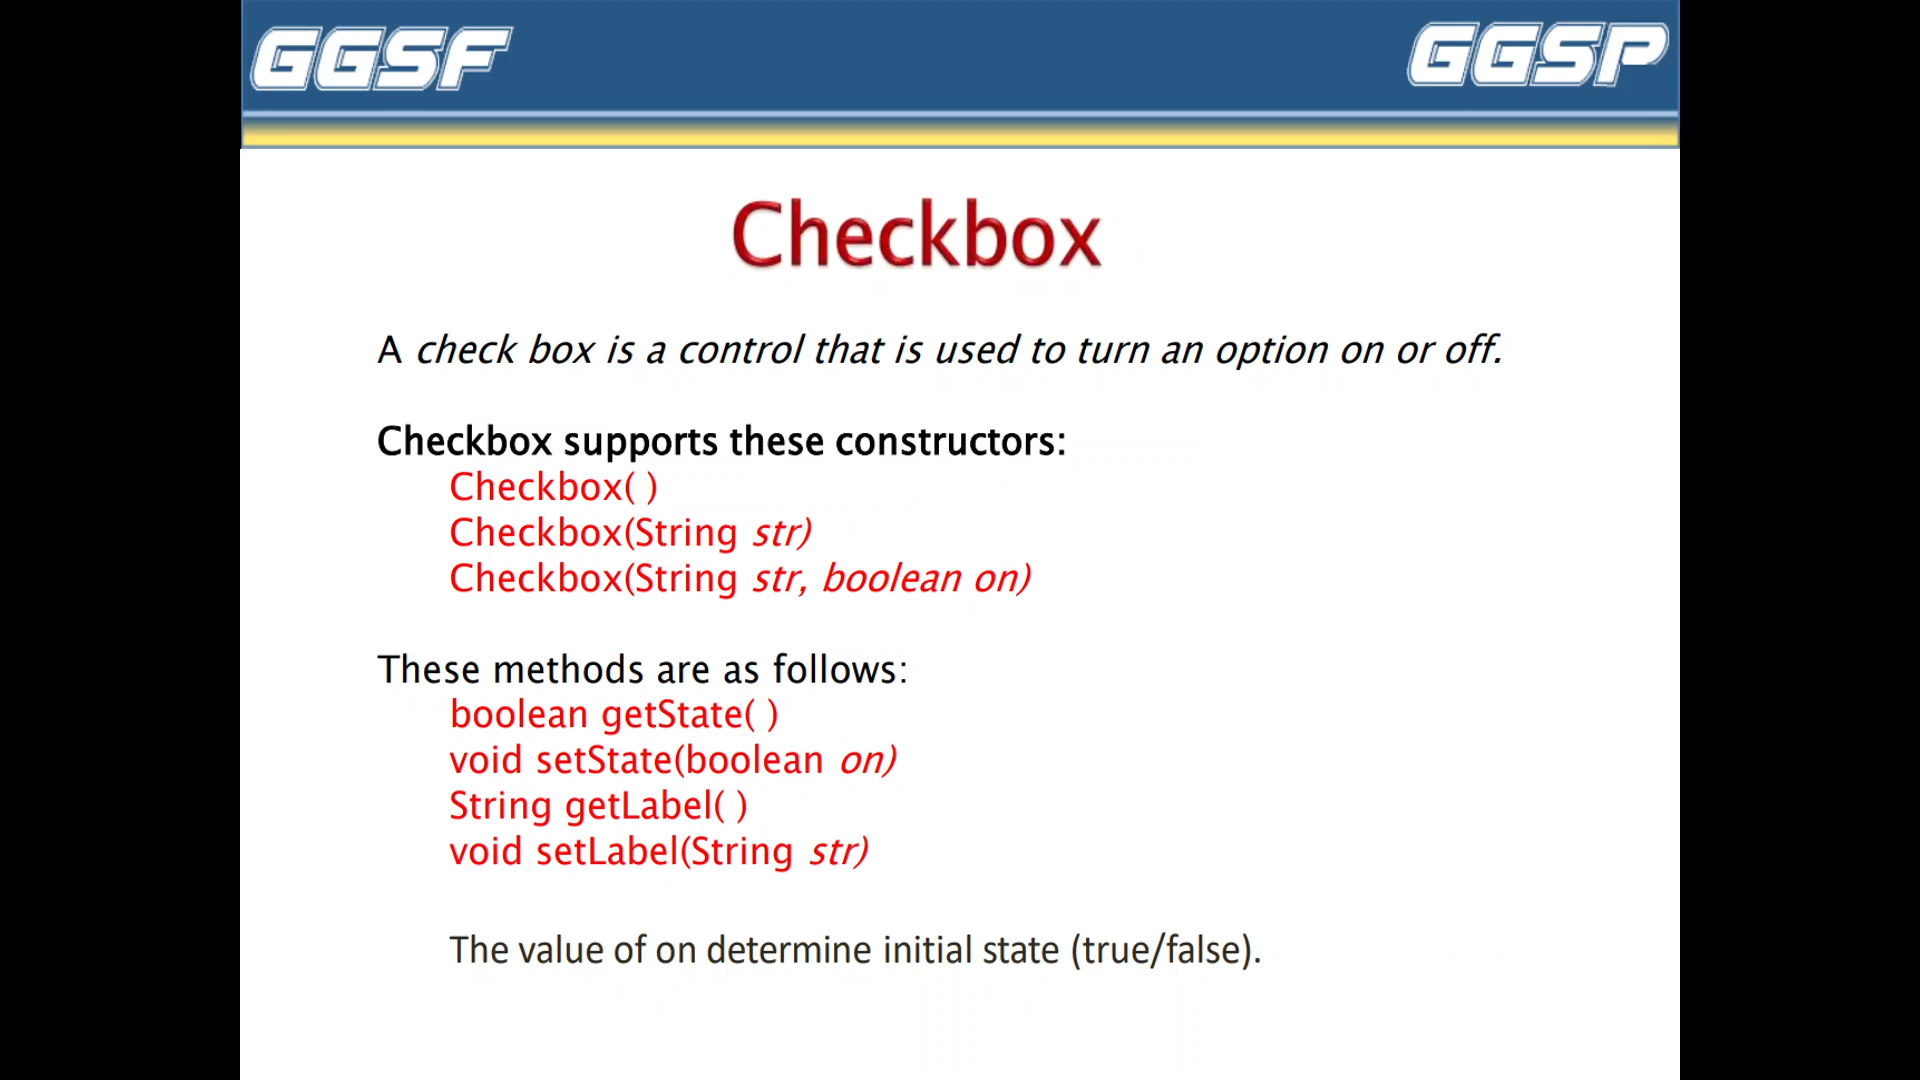 GGSF GGSP
Checkbox
A check box is a control that is used to turn an option on or off.
Checkbox supports these constructors:
Checkbox( )
Checkbox(String str)
Checkbox(String str, boolean on)
These methods are as follows:
boolean getState( )
void setState(boolean on)
String getLabel( )
void setLabel(String str)
The value of on determine initial state (true/false).